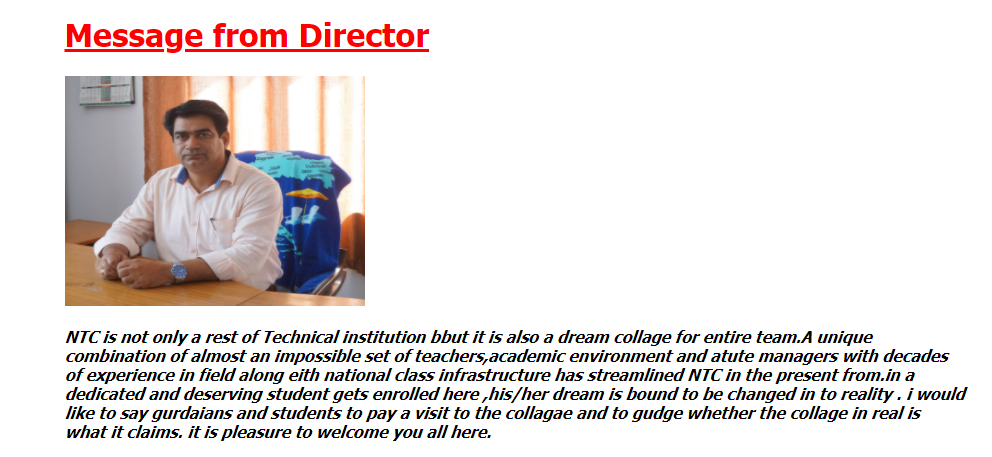 Message from Director
NTC is not only a rest of Technical institution bbut it is also a dream collage for entire team.A unique
combination of almost an impossible set of teachers,academic environment and atute managers with decades
of experience in field along eith national class infrastructure has streamlined NTC in the present from.in a
dedicated and deserving student gets enrolled here ,his/her dream is bound to be changed in to reality . i would
like to say gurdaians and students to pay a visit to the collagae and to gudge whether the collage in real is
what it claims. it is pleasure to welcome you all here.